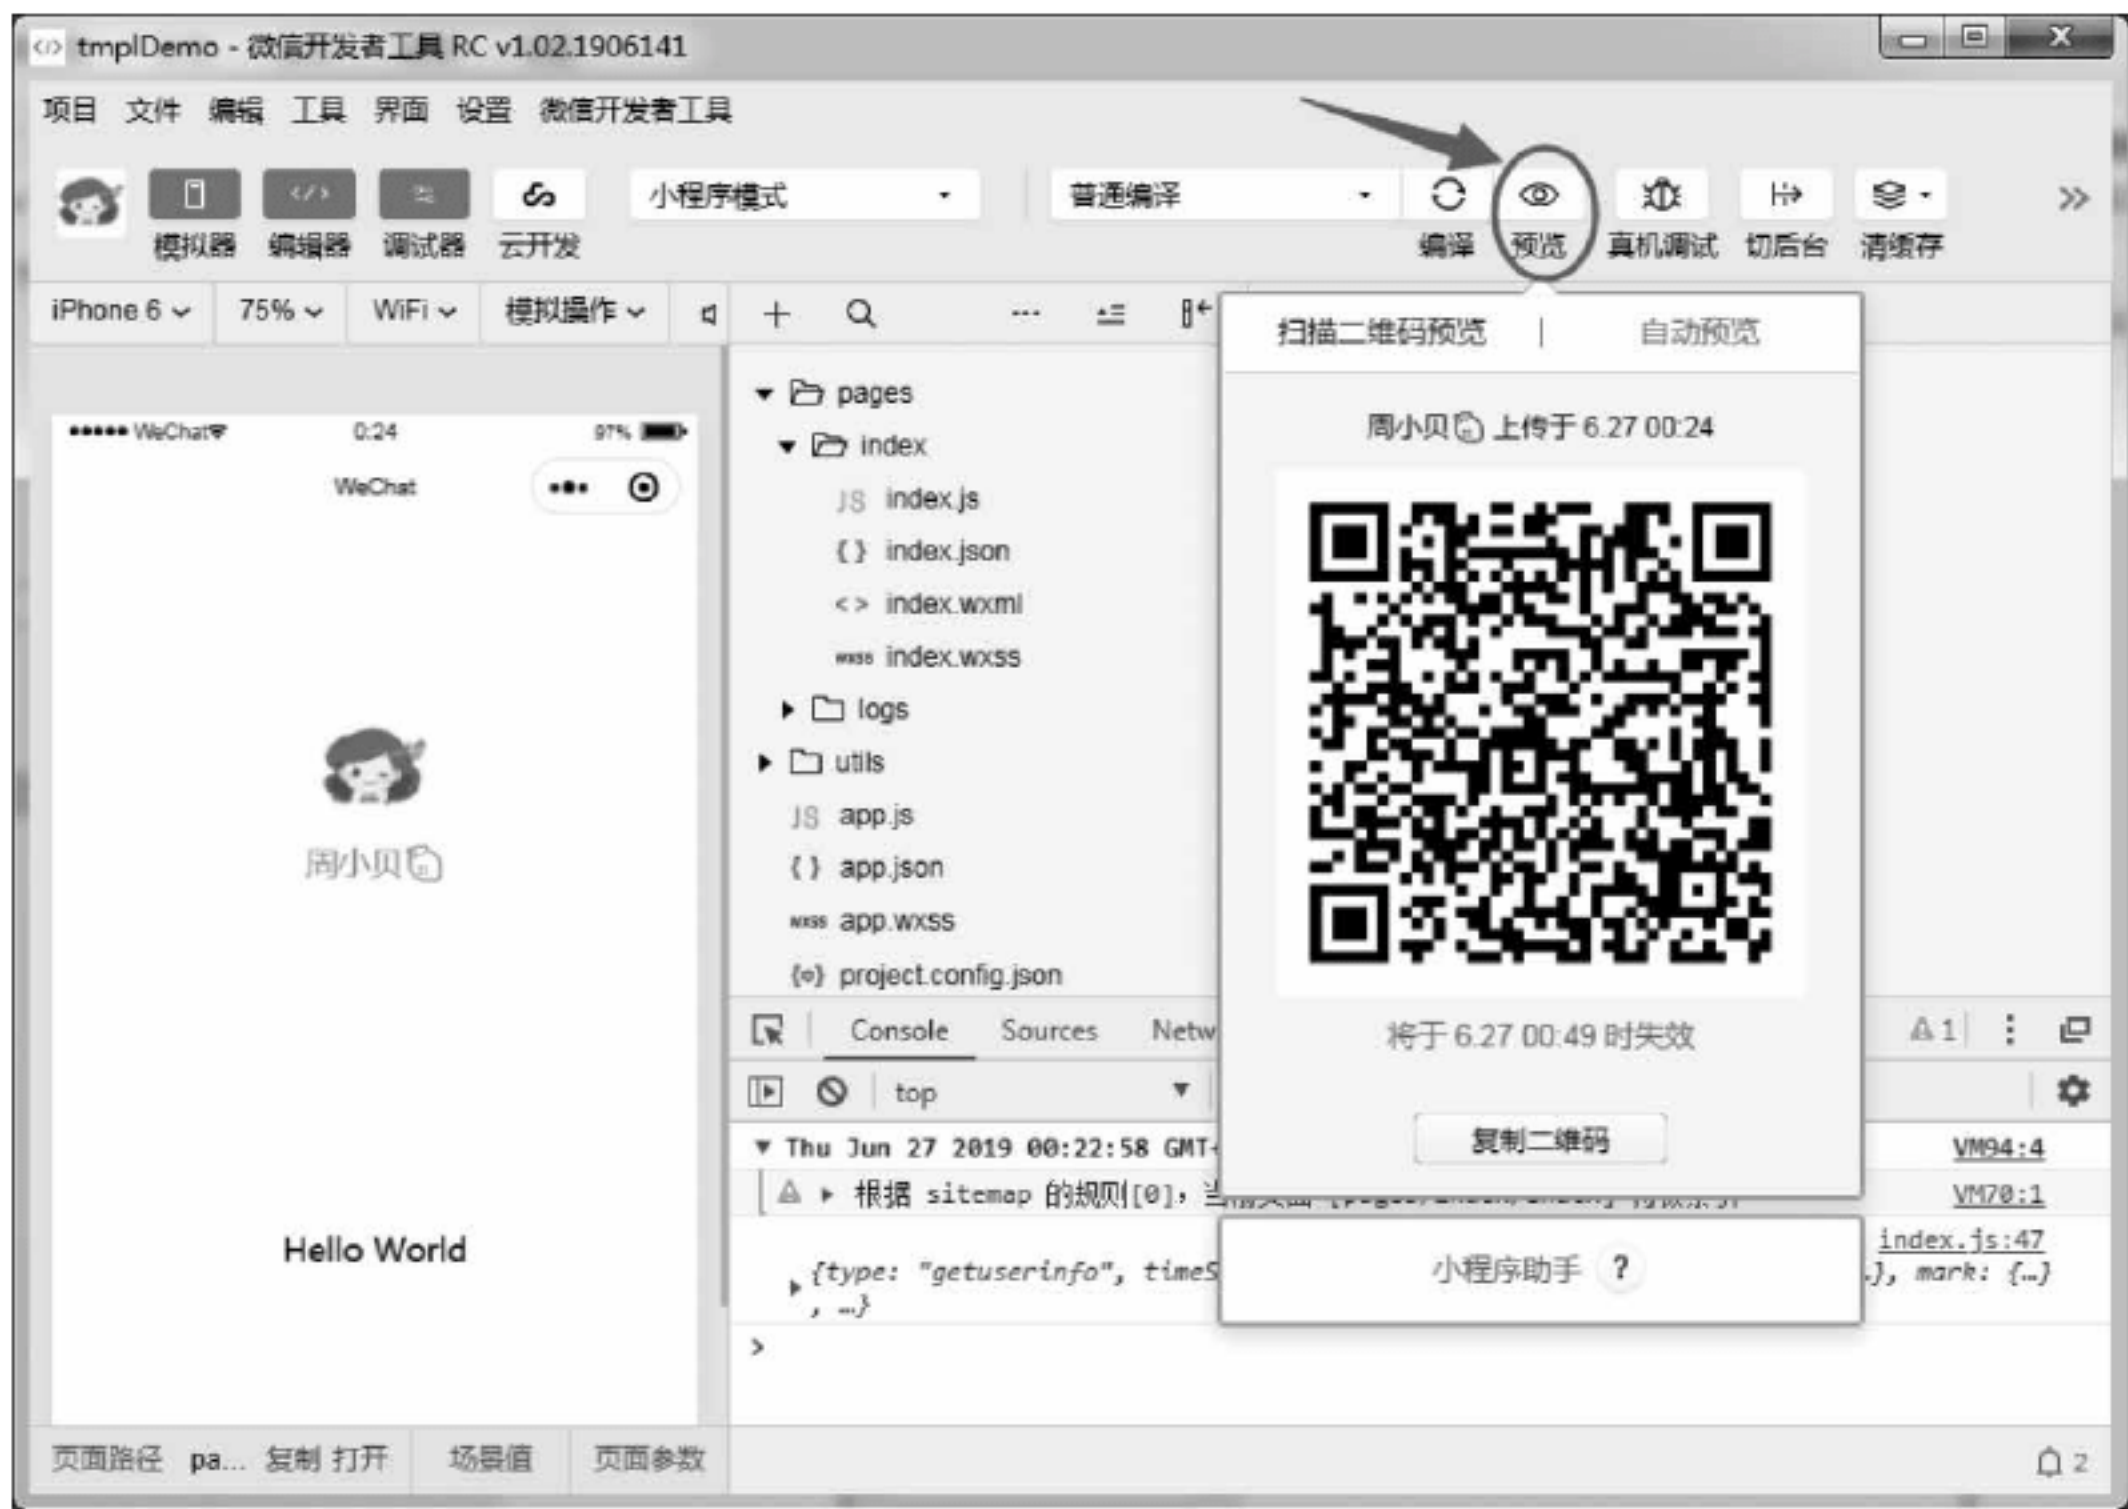 tmplDemo - 微信开发者工具 RC v1.02.1906141
项目 文件 编辑 工具 界面 设置 微信开发者工具
小程序模式 普通编译
模拟器 编辑器 调试器 云开发 编译 预览 真机调试 切后台 清缓存
iPhone 6 75% WiFi 模拟操作
扫描二维码预览 | 自动预览
pages
WeChat 0:24 97%
周小贝 上传于 6.27 00:24
index
WeChat
JS index.js
{ } index.json
< > index.wxml
wxss index.wxss
logs
utils
JS app.js
周小贝
{ } app.json
wxss app.wxss
{o} project.config.json
Console Sources Netw
将于 6.27 00:49 时失效
1
top
复制二维码
Thu Jun 27 2019 00:22:58 GMT+
VM94:4
根据 sitemap 的规则[0],
VM70:1
Hello World
index.js:47
{type: "getuserinfo", timeS
}, mark: {…}
, …}
小程序助手 ?
>
页面路径 pa... 复制 打开 场景值 页面参数
2